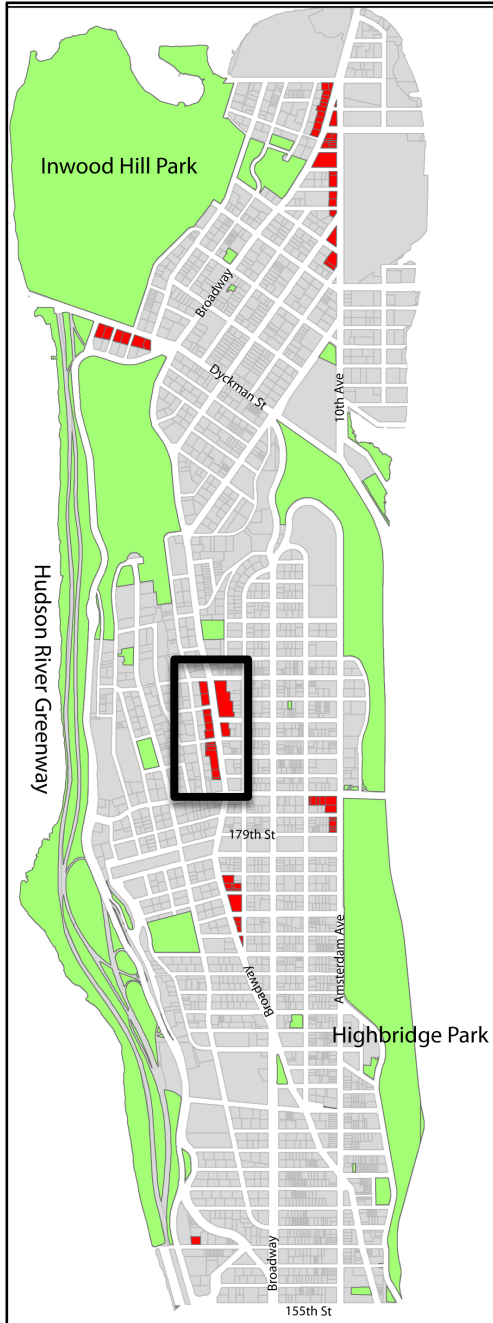 Inwood Hill Park
Broadway
Dyckman St
10th Ave
Hudson River Greenway
179th St
Amsterdam Ave
Broadway
Highbridge Park
Broadway
155th St